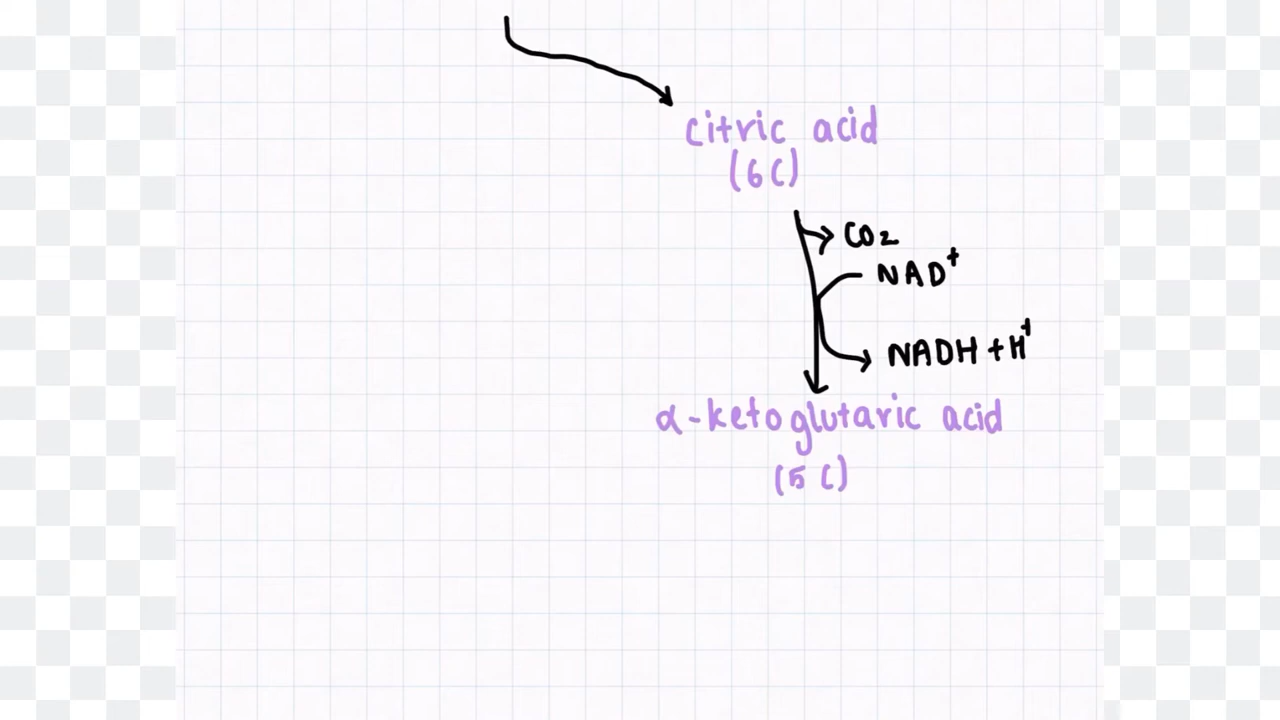 citric acid
(6C)
CO₂
NAD⁺
NADH + H⁺
α-ketoglutaric acid
(5C)